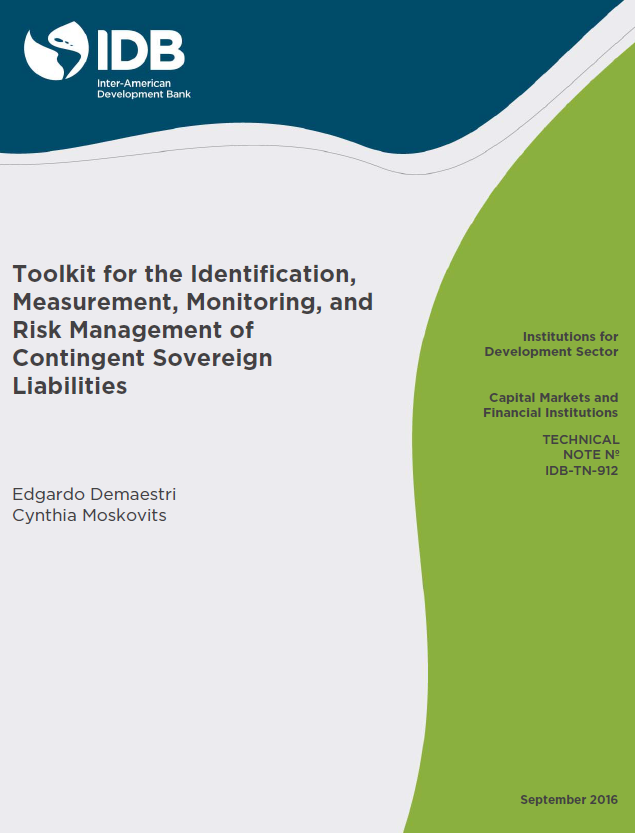 IDB
Inter-American
Development Bank
Toolkit for the Identification,
Measurement, Monitoring, and
Risk Management of
Contingent Sovereign
Liabilities
Edgardo Demaestri
Cynthia Moskovits
Institutions for
Development Sector
Capital Markets and
Financial Institutions
TECHNICAL
NOTE Nº
IDB-TN-912
September 2016